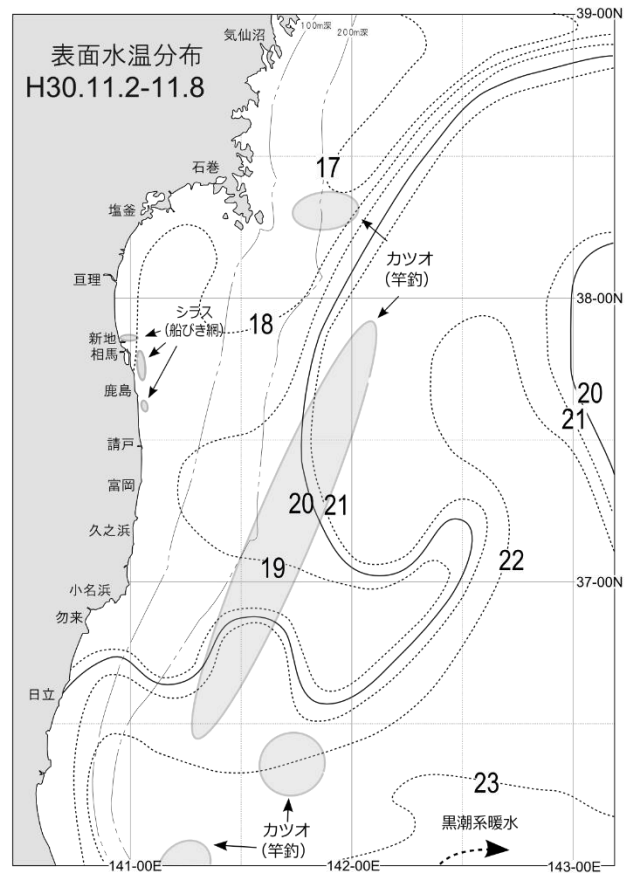 39-00N
気仙沼
100m深
200m深
表面水温分布
H30.11.2-11.8
石巻
17
塩釜
カツオ
(竿釣)
亘理
38-00N
シラス
(船びき網)
18
新地
相馬
鹿島
20
21
請戸
富岡
20
21
久之浜
22
19
小名浜
37-00N
勿来
日立
23
黒潮系暖水
カツオ
(竿釣)
141-00E
142-00E
143-00E